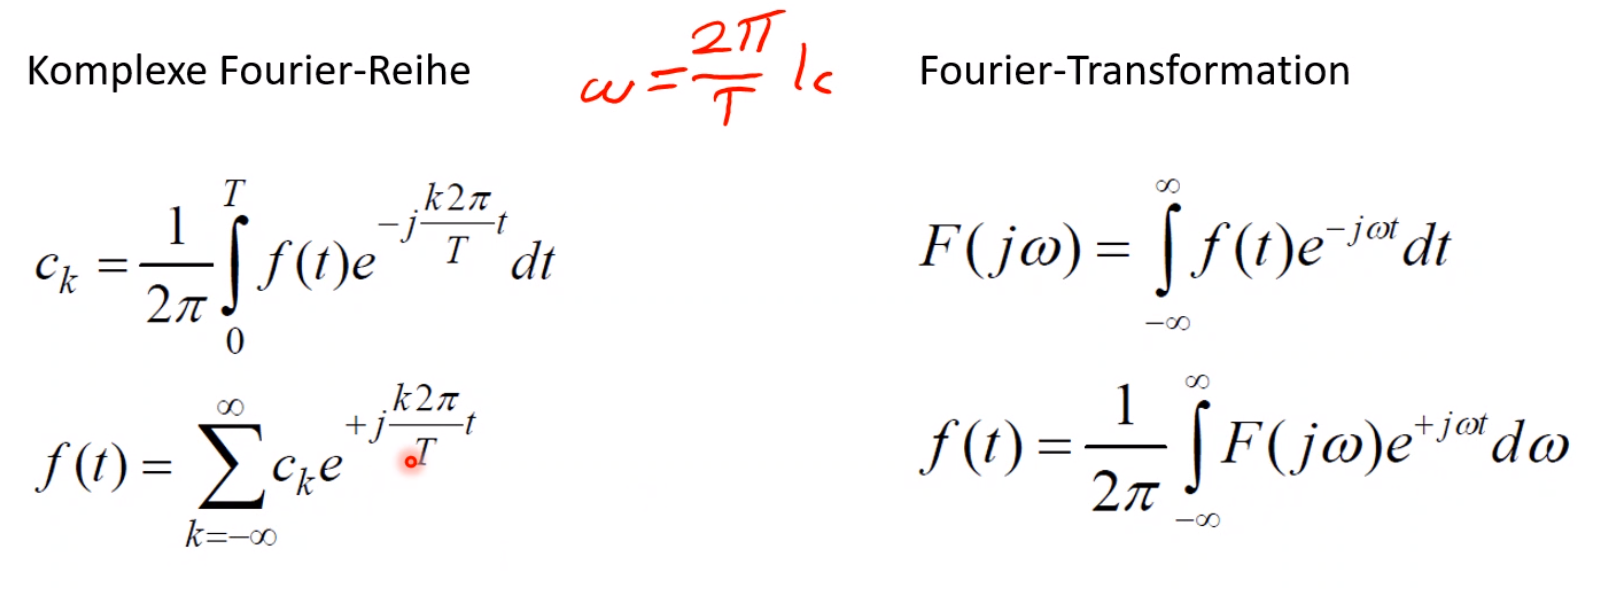 Komplexe Fourier-Reihe
ω = 2π/T k
Fourier-Transformation
c_k = 1/2π ∫_0^T f(t)e^{-j k2π/T t} dt
F(jω) = ∫_{-∞}^{∞} f(t)e^{-jωt} dt
f(t) = ∑_{k=-∞}^{∞} c_k e^{+j k2π/T t}
f(t) = 1/2π ∫_{-∞}^{∞} F(jω)e^{+jωt} dω